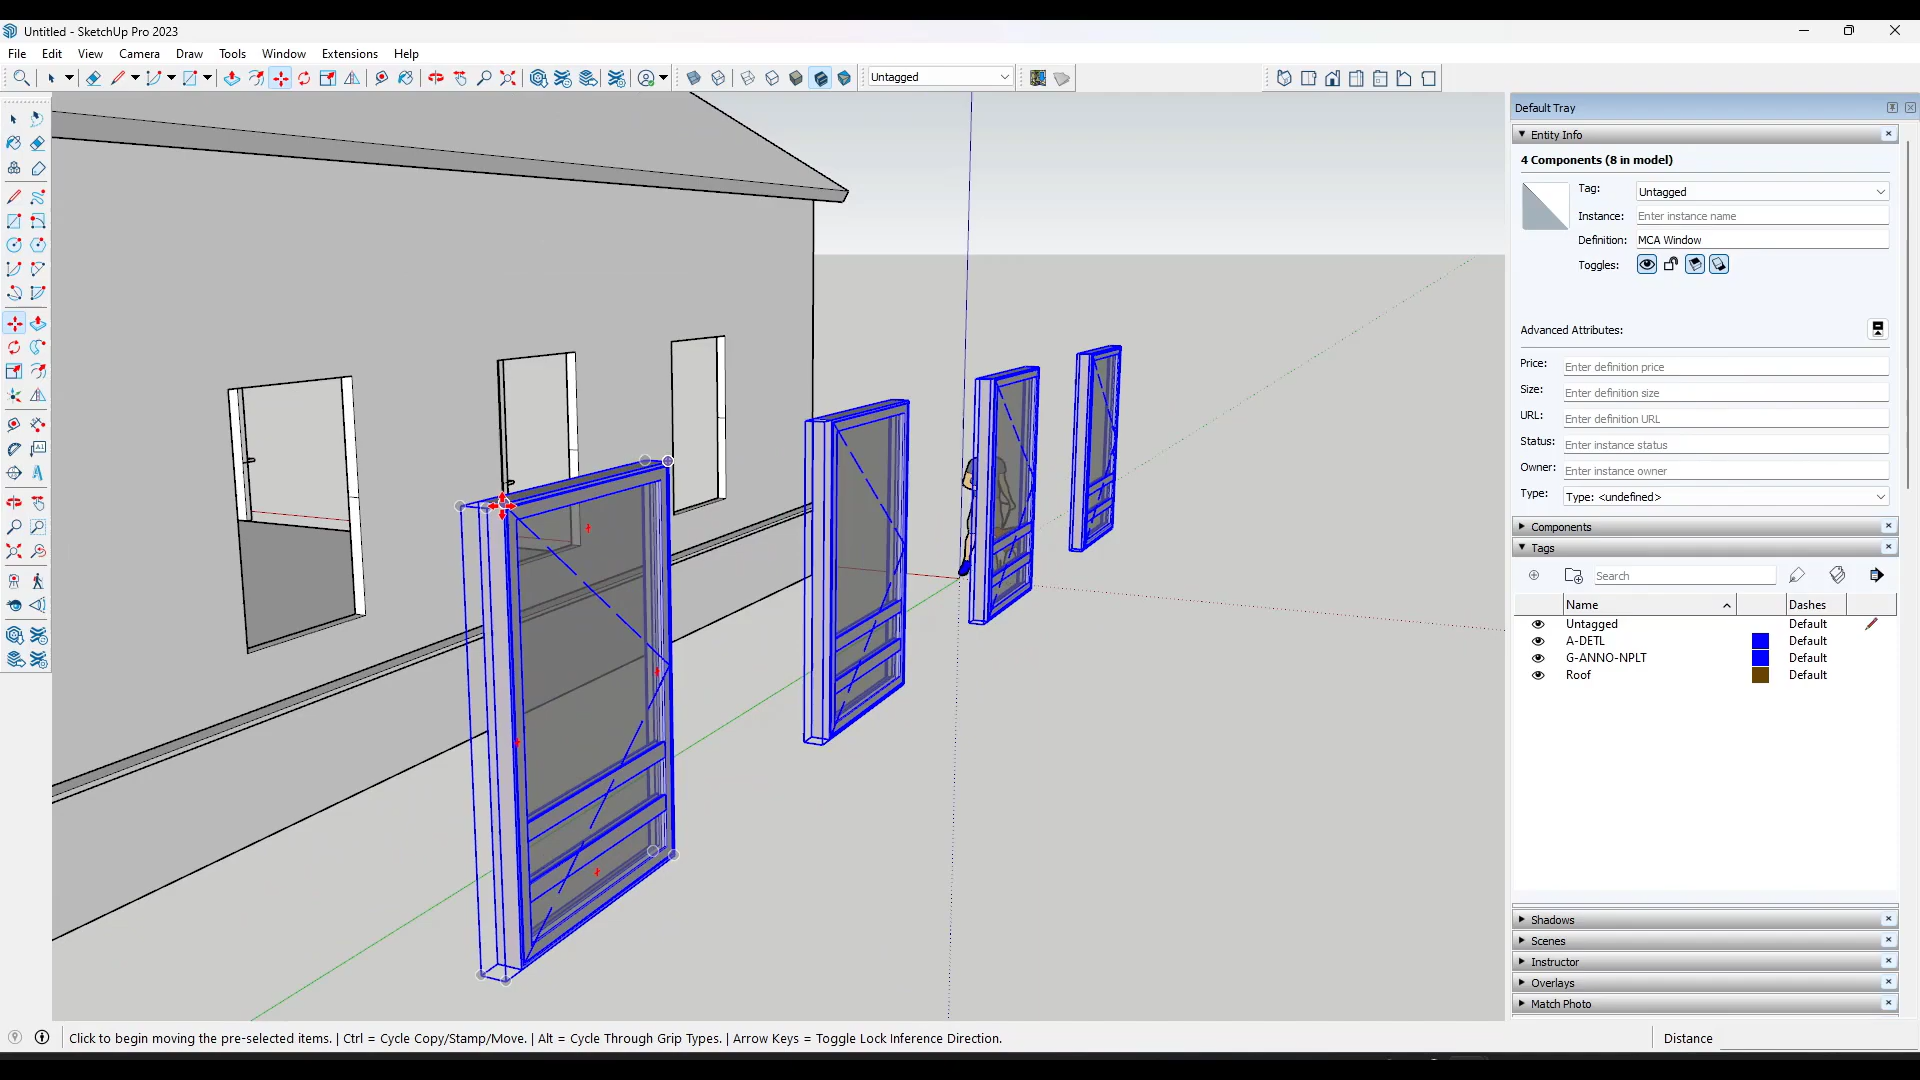 Untitled - SketchUp Pro 2023
File Edit View Camera Draw Tools Window Extensions Help
Untagged
Default Tray
Entity Info
4 Components (8 in model)
Tag: Untagged
Instance: Enter instance name
Definition: MCA Window
Toggles:
Advanced Attributes:
Price: Enter definition price
Size: Enter definition size
URL: Enter definition URL
Status: Enter instance status
Owner: Enter instance owner
Type: Type: <undefined>
Components
Tags
Search
Name Dashes
Untagged Default
A-DETL Default
G-ANNO-NPLT Default
Roof Default
Shadows
Scenes
Instructor
Overlays
Match Photo
Click to begin moving the pre-selected items. | Ctrl = Cycle Copy/Stamp/Move. | Alt = Cycle Through Grip Types. | Arrow Keys = Toggle Lock Inference Direction.
Distance